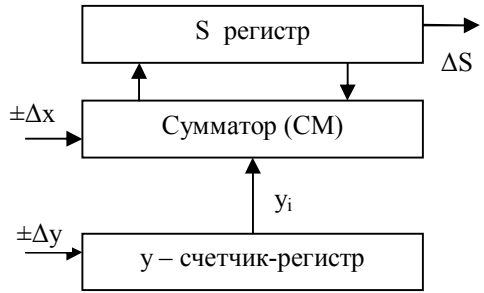 S регистр
ΔS
±Δx
Сумматор (СМ)
yᵢ
±Δy
y – счетчик-регистр